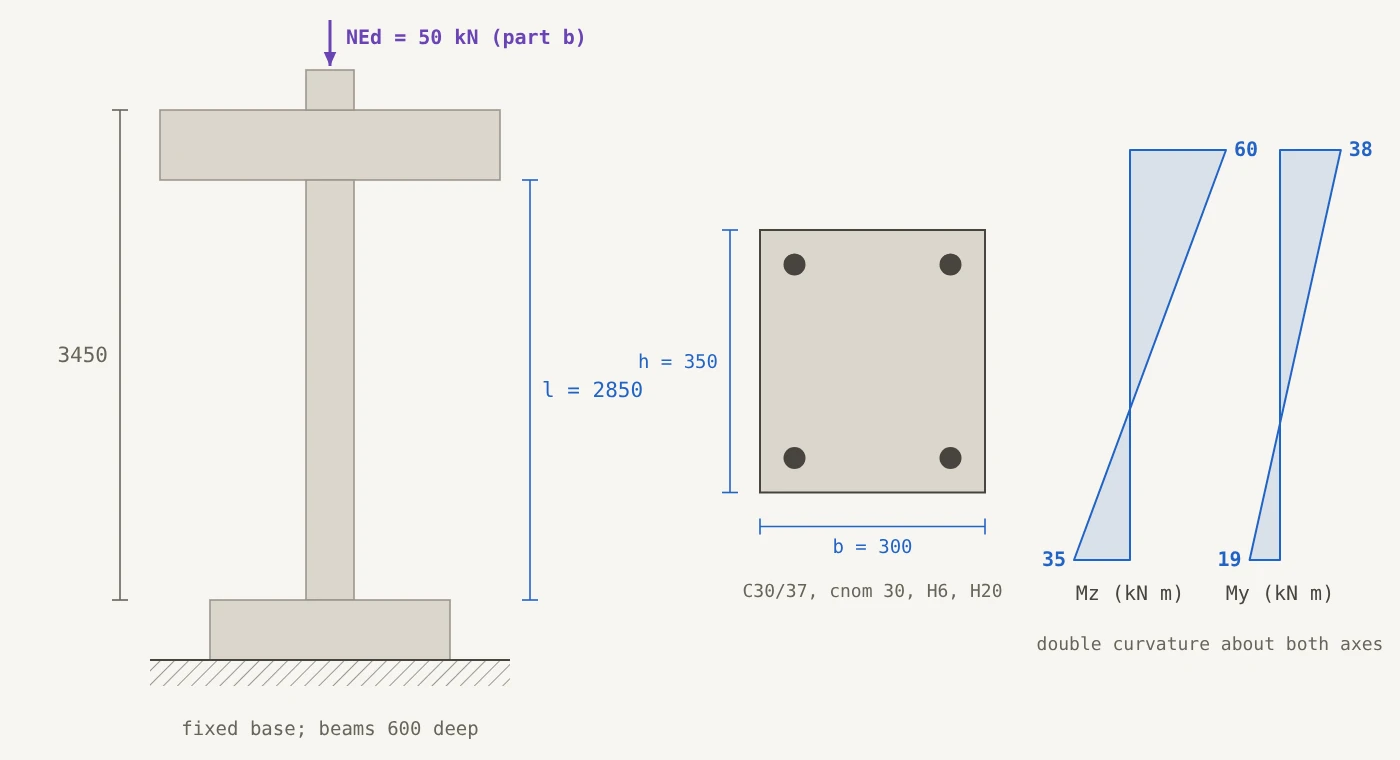 NEd = 50 kN (part b)
3450
l = 2850
fixed base; beams 600 deep
h = 350
b = 300
C30/37, cnom 30, H6, H20
60
38
35
19
Mz (kN m)
My (kN m)
double curvature about both axes